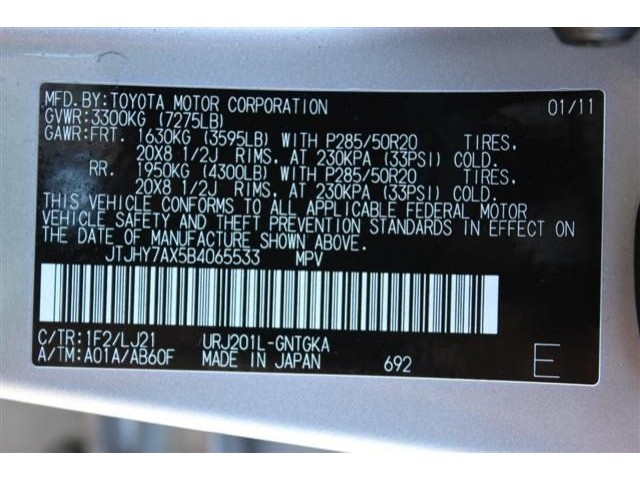 MFD. BY:TOYOTA MOTOR CORPORATION 01/11
GVWR:3300KG (7275LB)
GAWR:FRT. 1630KG (3595LB) WITH P285/50R20 TIRES,
20X8 1/2J RIMS, AT 230KPA (33PSI) COLD.
RR. 1950KG (4300LB) WITH P285/50R20 TIRES,
20X8 1/2J RIMS, AT 230KPA (33PSI) COLD.
THIS VEHICLE CONFORMS TO ALL APPLICABLE FEDERAL MOTOR
VEHICLE SAFETY AND THEFT PREVENTION STANDARDS IN EFFECT ON
THE DATE OF MANUFACTURE SHOWN ABOVE.
JTJHY7AX5B4065533 MPV
C/TR:1F2/LJ21 URJ201L-GNTGKA
A/TM:A01A/AB60F MADE IN JAPAN 692 E